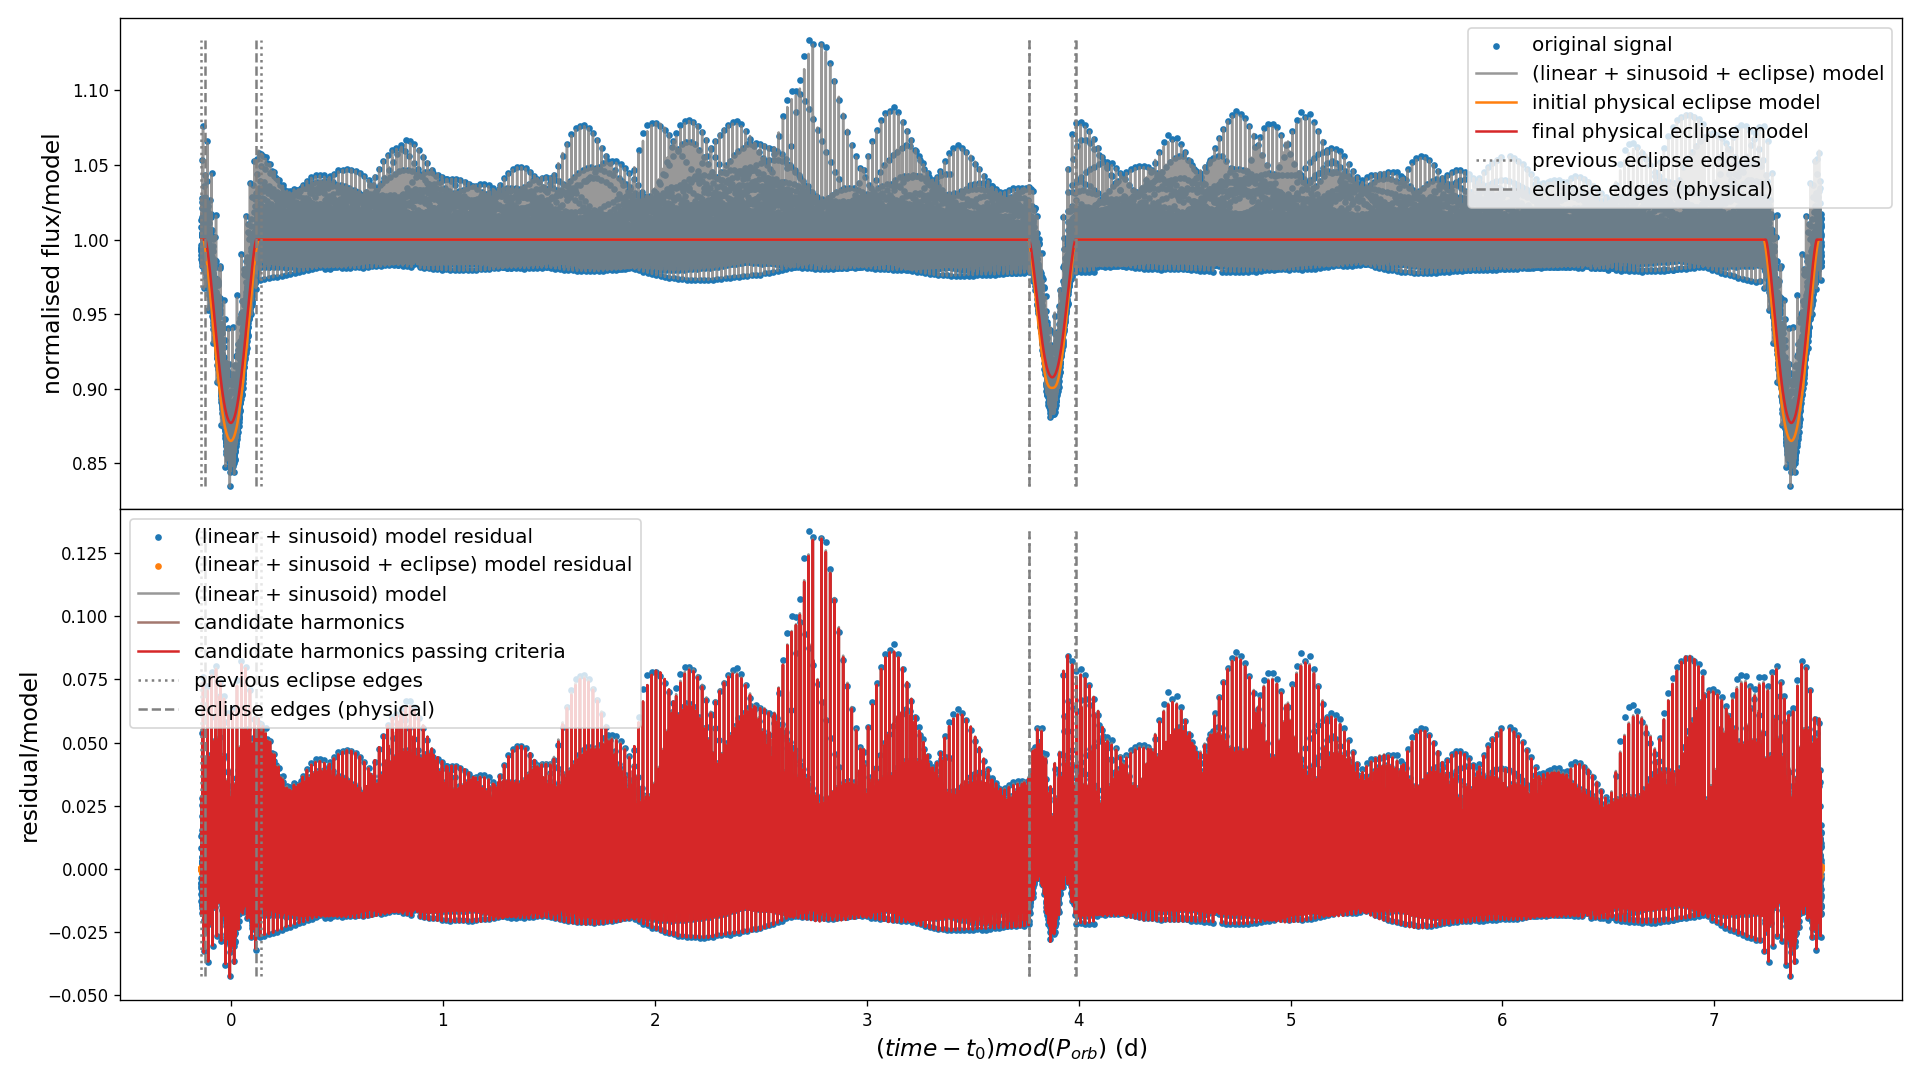 normalised flux/model
1.10
1.05
1.00
0.95
0.90
0.85
original signal
(linear + sinusoid + eclipse) model
initial physical eclipse model
final physical eclipse model
previous eclipse edges
eclipse edges (physical)
residual/model
0.125
0.100
0.075
0.050
0.025
0.000
−0.025
−0.050
(linear + sinusoid) model residual
(linear + sinusoid + eclipse) model residual
(linear + sinusoid) model
candidate harmonics
candidate harmonics passing criteria
previous eclipse edges
eclipse edges (physical)
0 1 2 3 4 5 6 7
(time − t₀)mod(Pₒᵣb) (d)